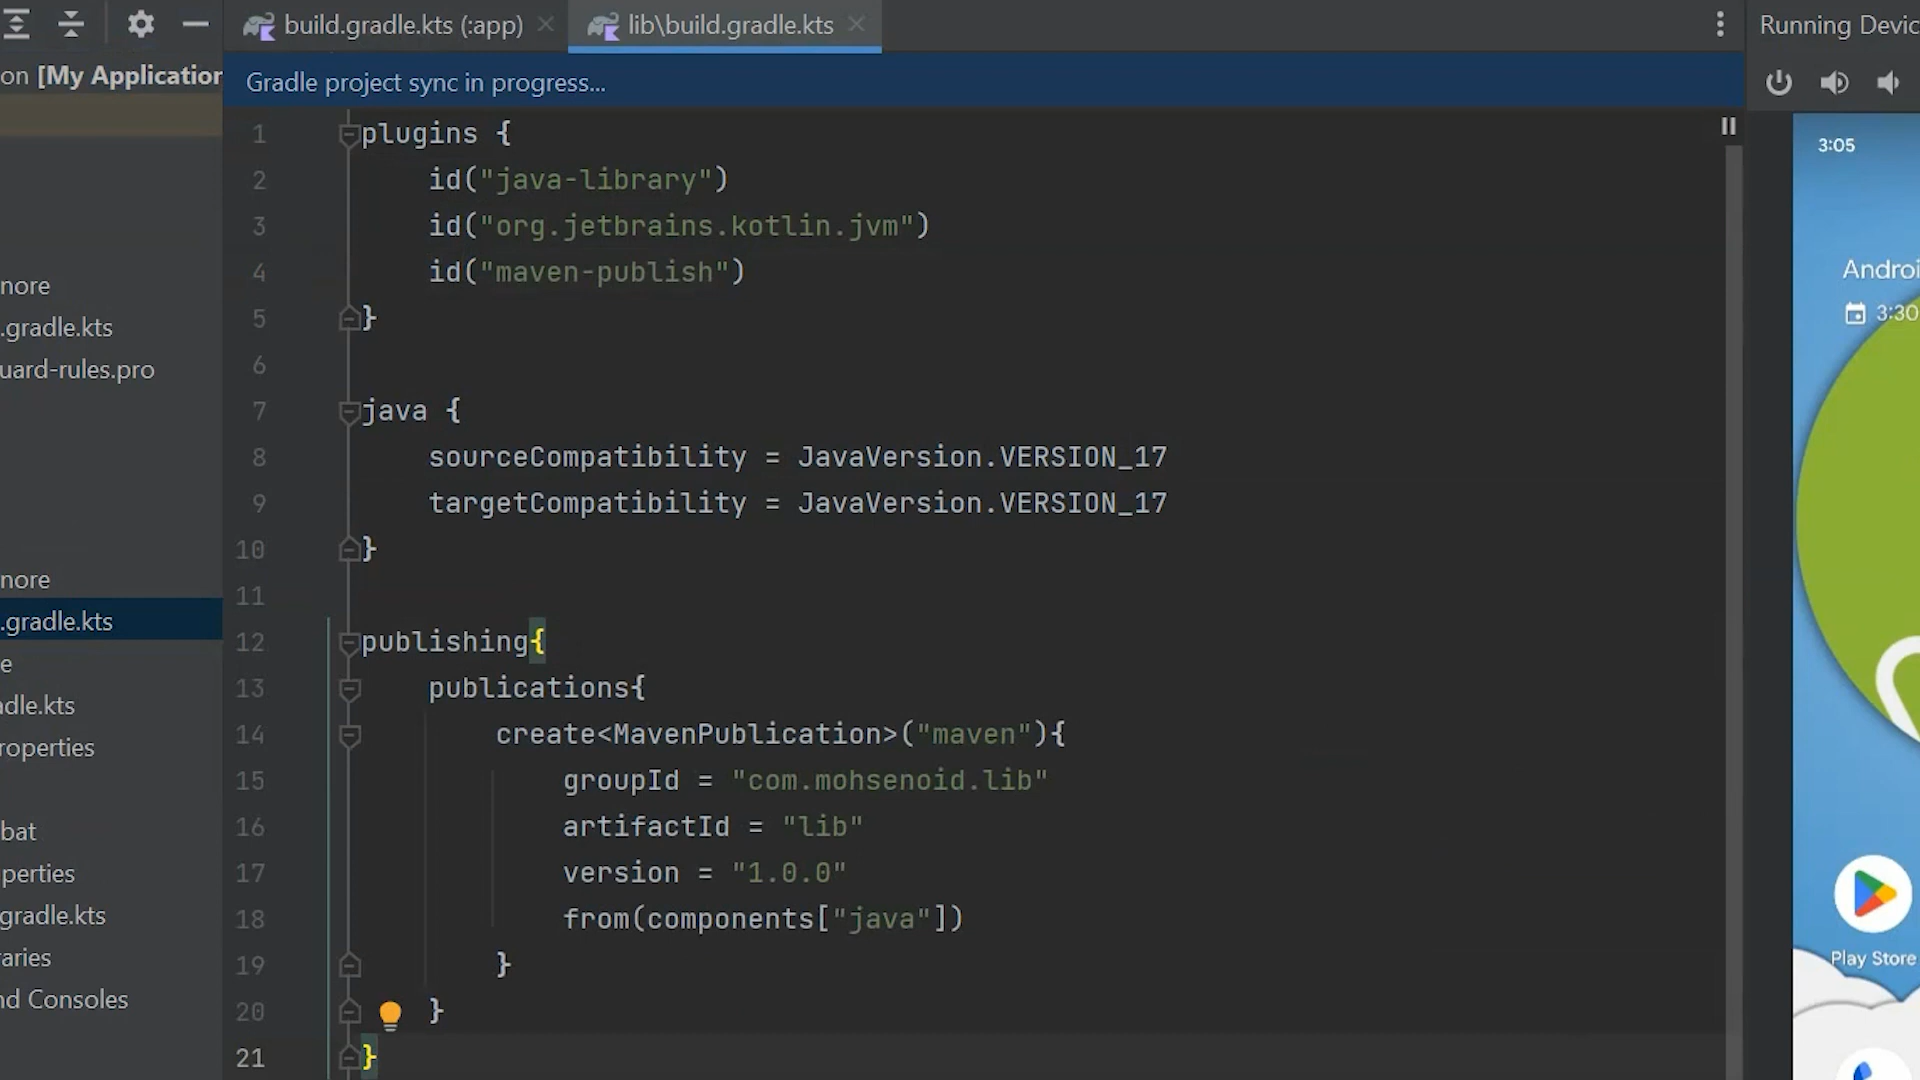 build.gradle.kts (:app)
lib\build.gradle.kts
Running Devic
on [My Application
Gradle project sync in progress...
nore
.gradle.kts
uard-rules.pro
nore
.gradle.kts
e
adle.kts
roperties
bat
perties
gradle.kts
raries
nd Consoles
1 plugins {
2 id("java-library")
3 id("org.jetbrains.kotlin.jvm")
4 id("maven-publish")
5 }
6
7 java {
8 sourceCompatibility = JavaVersion.VERSION_17
9 targetCompatibility = JavaVersion.VERSION_17
10 }
11
12 publishing{
13 publications{
14 create<MavenPublication>("maven"){
15 groupId = "com.mohsenoid.lib"
16 artifactId = "lib"
17 version = "1.0.0"
18 from(components["java"])
19 }
20 }
21 }
3:05
Androi
3:30
Play Store